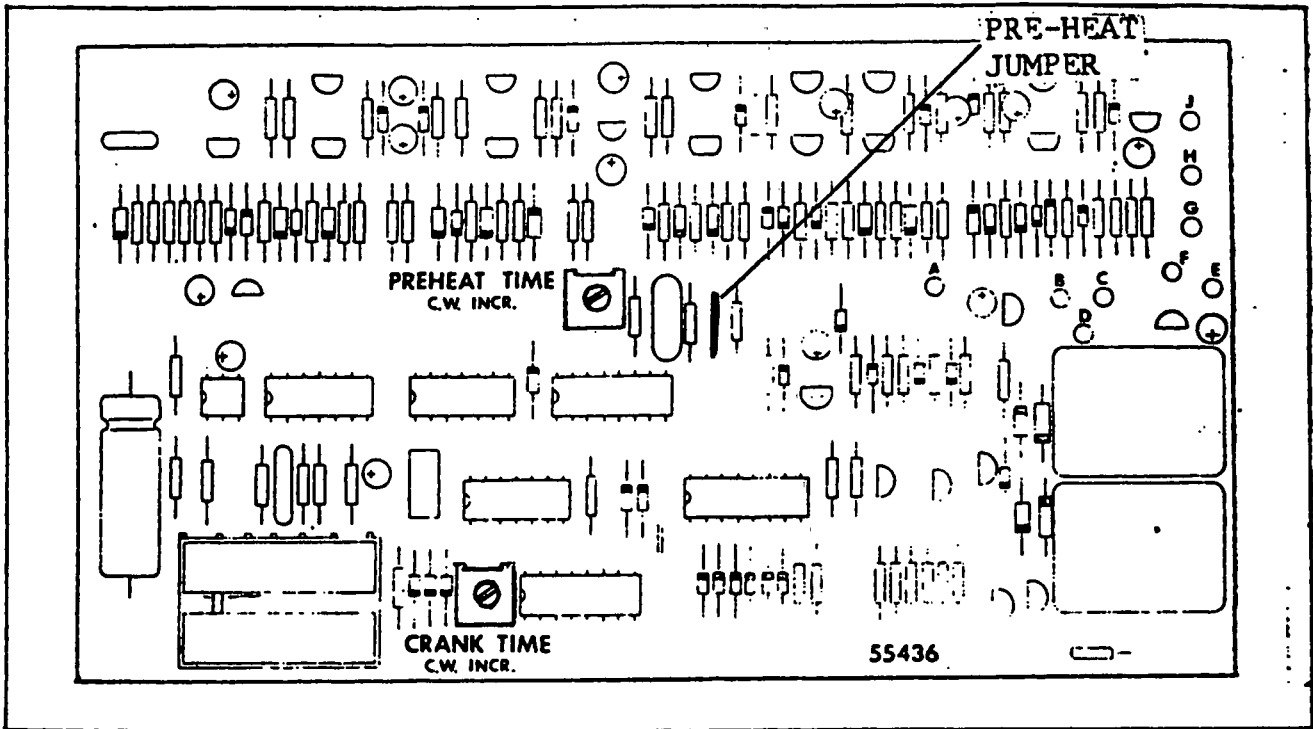 PRE-HEAT
JUMPER
J
H
G
F
E
A
B
C
D
PREHEAT TIME
C.W. INCR.
CRANK TIME
C.W. INCR.
55436